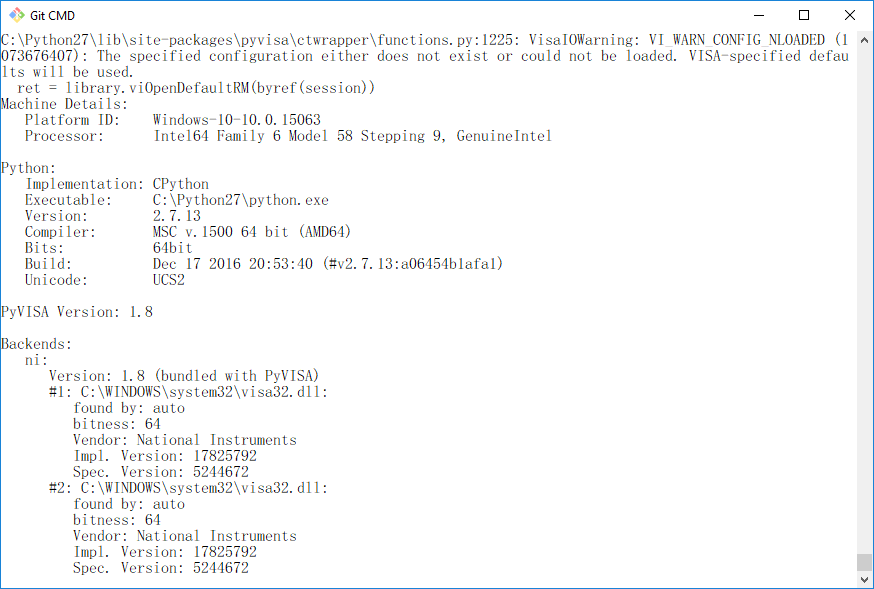 Git CMD
C:\Python27\lib\site-packages\pyvisa\ctwrapper\functions.py:1225: VisaIOWarning: VI_WARN_CONFIG_NLOADED (1
073676407): The specified configuration either does not exist or could not be loaded. VISA-specified defau
lts will be used.
  ret = library.viOpenDefaultRM(byref(session))
Machine Details:
   Platform ID:    Windows-10-10.0.15063
   Processor:      Intel64 Family 6 Model 58 Stepping 9, GenuineIntel

Python:
   Implementation: CPython
   Executable:     C:\Python27\python.exe
   Version:        2.7.13
   Compiler:       MSC v.1500 64 bit (AMD64)
   Bits:           64bit
   Build:          Dec 17 2016 20:53:40 (#v2.7.13:a06454b1afa1)
   Unicode:        UCS2

PyVISA Version: 1.8

Backends:
   ni:
      Version: 1.8 (bundled with PyVISA)
      #1: C:\WINDOWS\system32\visa32.dll:
         found by: auto
         bitness: 64
         Vendor: National Instruments
         Impl. Version: 17825792
         Spec. Version: 5244672
      #2: C:\WINDOWS\system32\visa32.dll:
         found by: auto
         bitness: 64
         Vendor: National Instruments
         Impl. Version: 17825792
         Spec. Version: 5244672